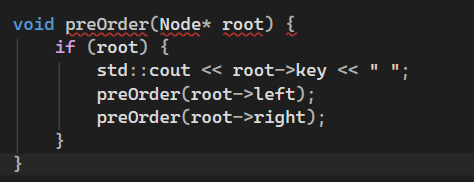 void preOrder(Node* root) {
    if (root) {
        std::cout << root->key << " ";
        preOrder(root->left);
        preOrder(root->right);
    }
}